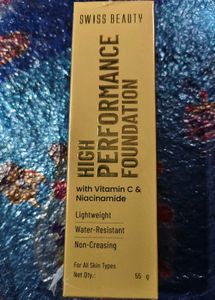 SWISS BEAUTY
HIGH
PERFORMANCE
FOUNDATION
with Vitamin C &
Niacinamide
Lightweight
Water-Resistant
Non-Creasing
For All Skin Types
Net Qty.: 55 g